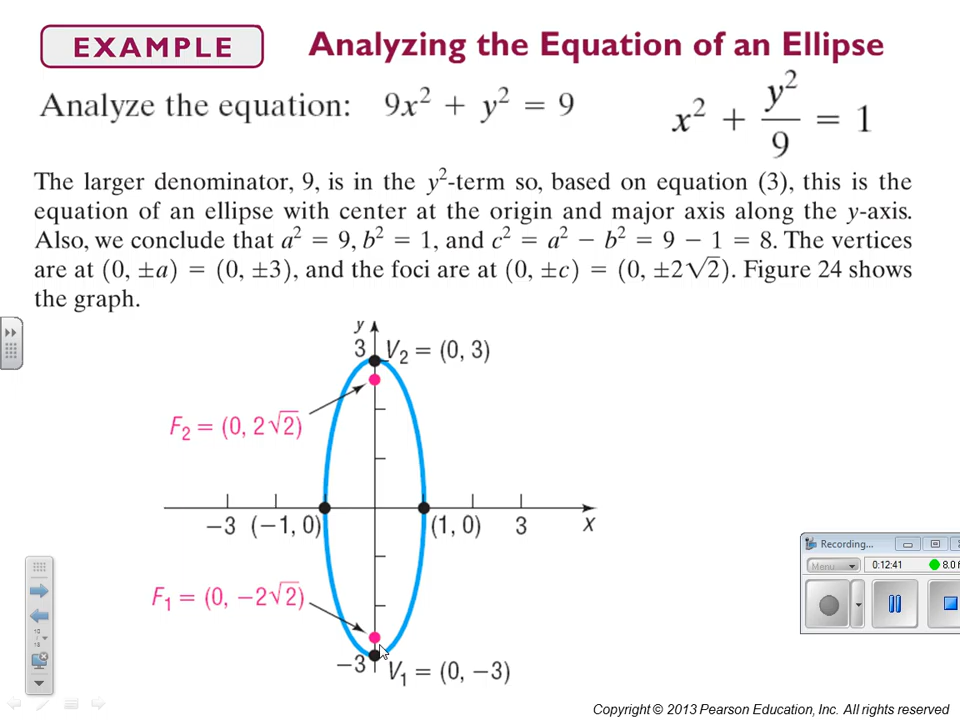 EXAMPLE
Analyzing the Equation of an Ellipse
Analyze the equation: 9x² + y² = 9
x² + y²/9 = 1
The larger denominator, 9, is in the y²-term so, based on equation (3), this is the
equation of an ellipse with center at the origin and major axis along the y-axis.
Also, we conclude that a² = 9, b² = 1, and c² = a² − b² = 9 − 1 = 8. The vertices
are at (0, ±a) = (0, ±3), and the foci are at (0, ±c) = (0, ±2√2). Figure 24 shows
the graph.
y
3
V₂ = (0, 3)
F₂ = (0, 2√2)
−3 (−1, 0) (1, 0) 3 x
F₁ = (0, −2√2)
−3
V₁ = (0, −3)
Recording...
Menu 0:12:41 8.0 f
Copyright © 2013 Pearson Education, Inc. All rights reserved